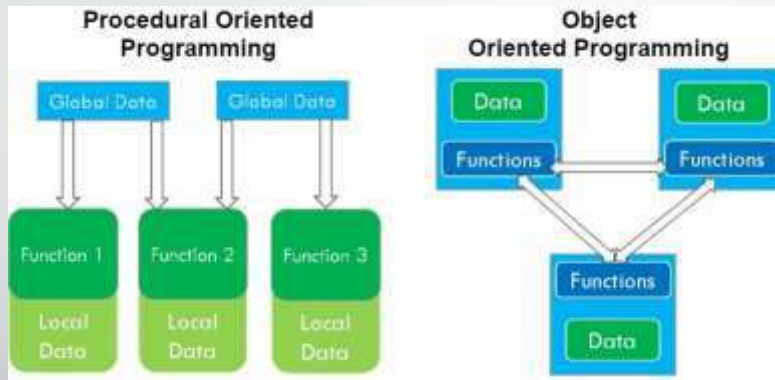 Procedural Oriented
Programming
Global Data
Global Data
Function 1
Function 2
Function 3
Local
Data
Local
Data
Local
Data
Object
Oriented Programming
Data
Data
Functions
Functions
Functions
Data